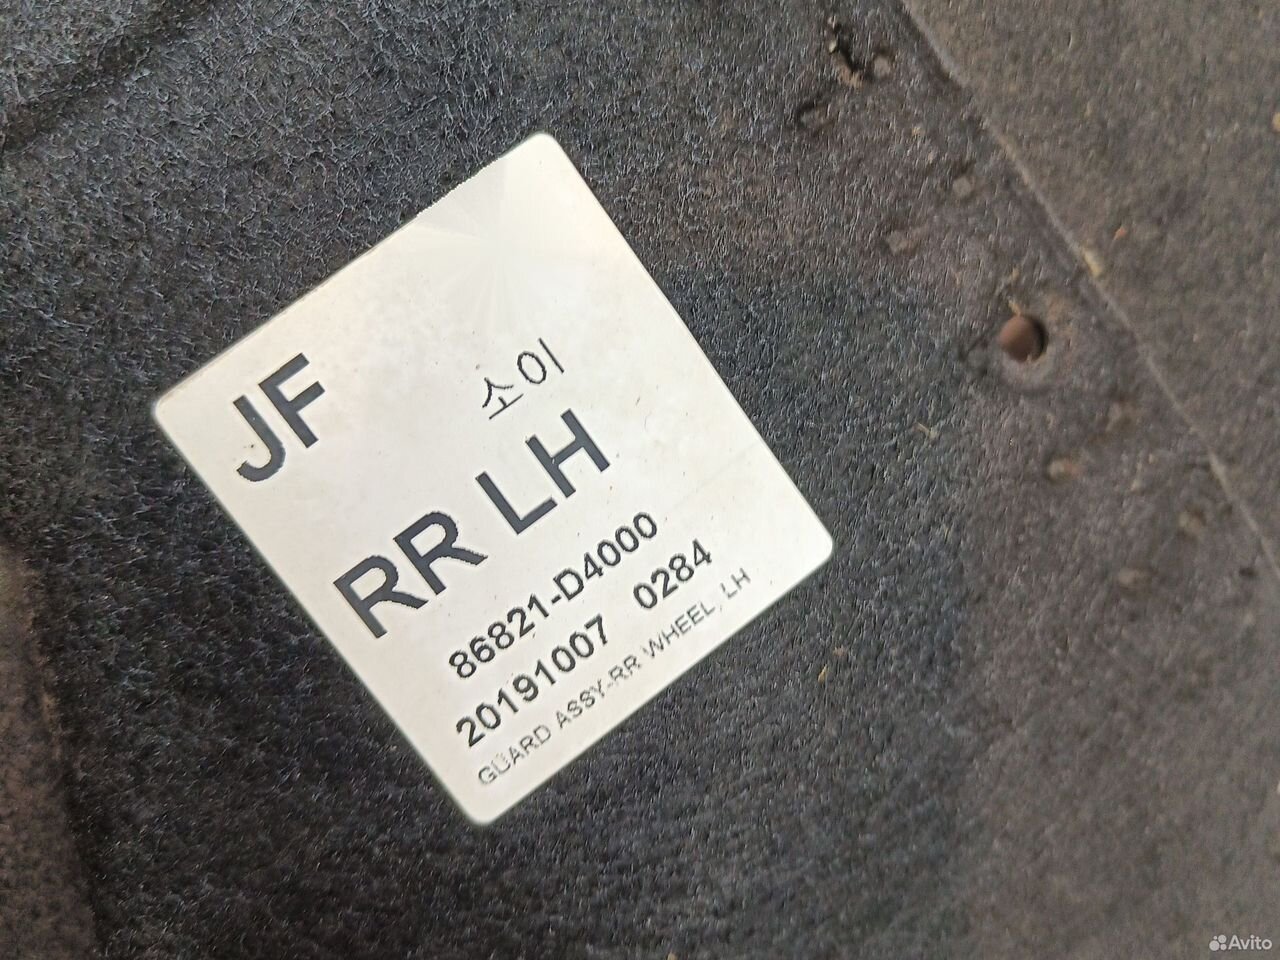 JF 소이
RR LH
86821-D4000
20191007 0284
GUARD ASSY-RR WHEEL, LH
Avito